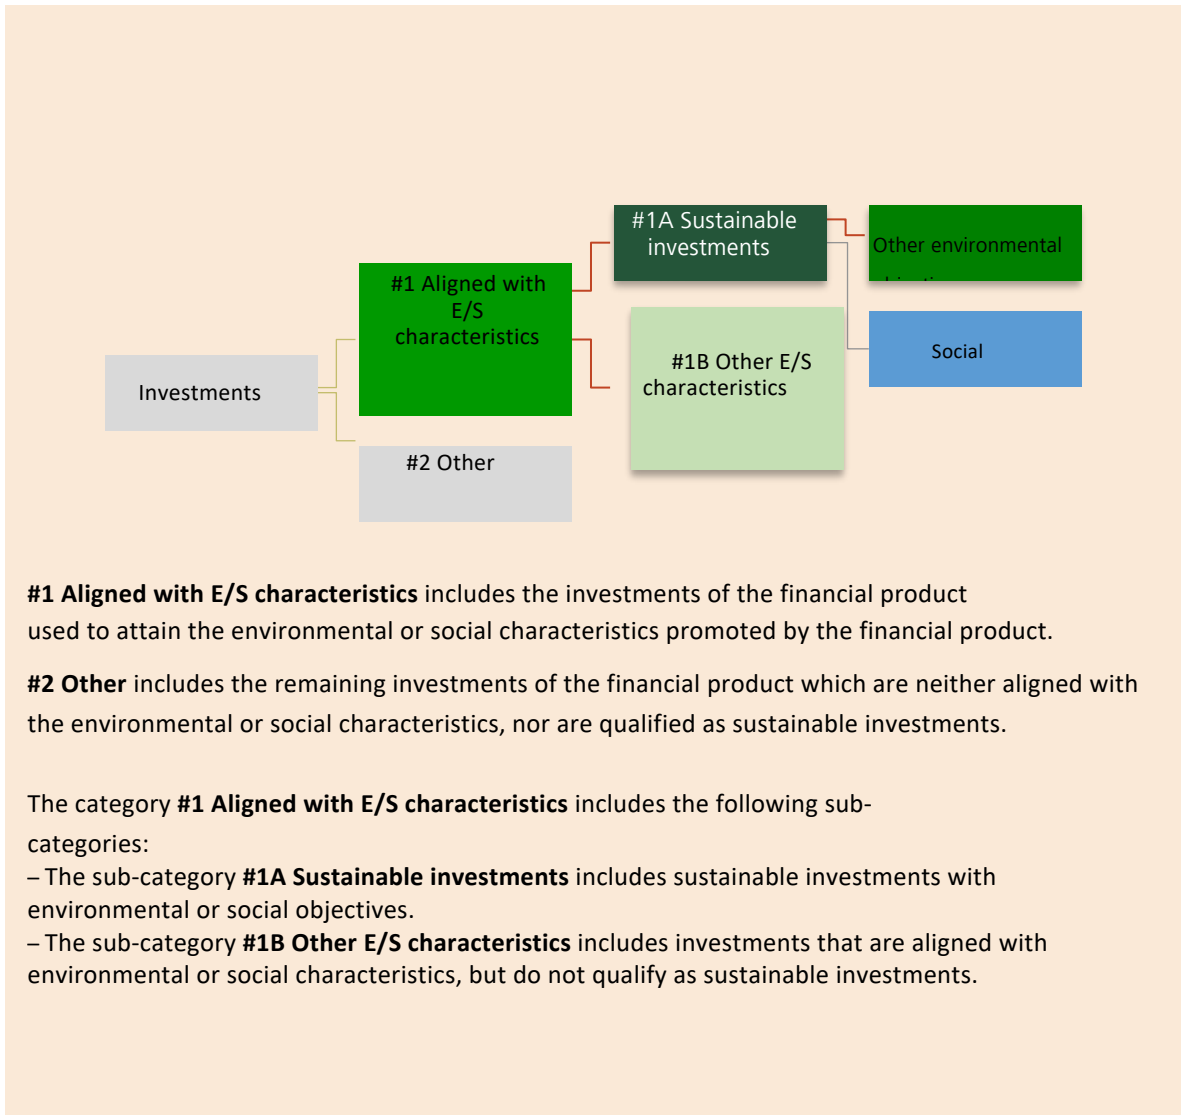 #1A Sustainable
investments
Other environmental
#1 Aligned with
E/S
characteristics
Social
#1B Other E/S
characteristics
Investments
#2 Other
#1 Aligned with E/S characteristics includes the investments of the financial product
used to attain the environmental or social characteristics promoted by the financial product.
#2 Other includes the remaining investments of the financial product which are neither aligned with
the environmental or social characteristics, nor are qualified as sustainable investments.
The category #1 Aligned with E/S characteristics includes the following sub-
categories:
– The sub-category #1A Sustainable investments includes sustainable investments with
environmental or social objectives.
– The sub-category #1B Other E/S characteristics includes investments that are aligned with
environmental or social characteristics, but do not qualify as sustainable investments.